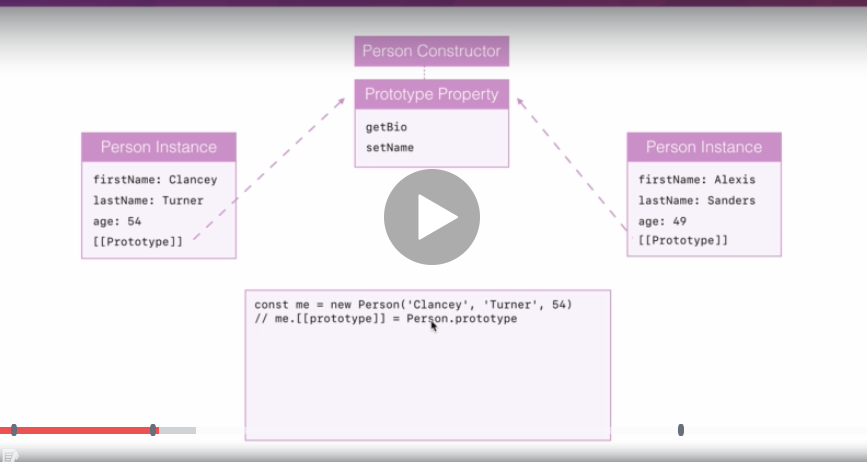 Person Constructor
Prototype Property
getBio
setName
Person Instance
firstName: Clancey
lastName: Turner
age: 54
[[Prototype]]
Person Instance
firstName: Alexis
lastName: Sanders
age: 49
[[Prototype]]
const me = new Person('Clancey', 'Turner', 54)
// me.[[prototype]] = Person.prototype